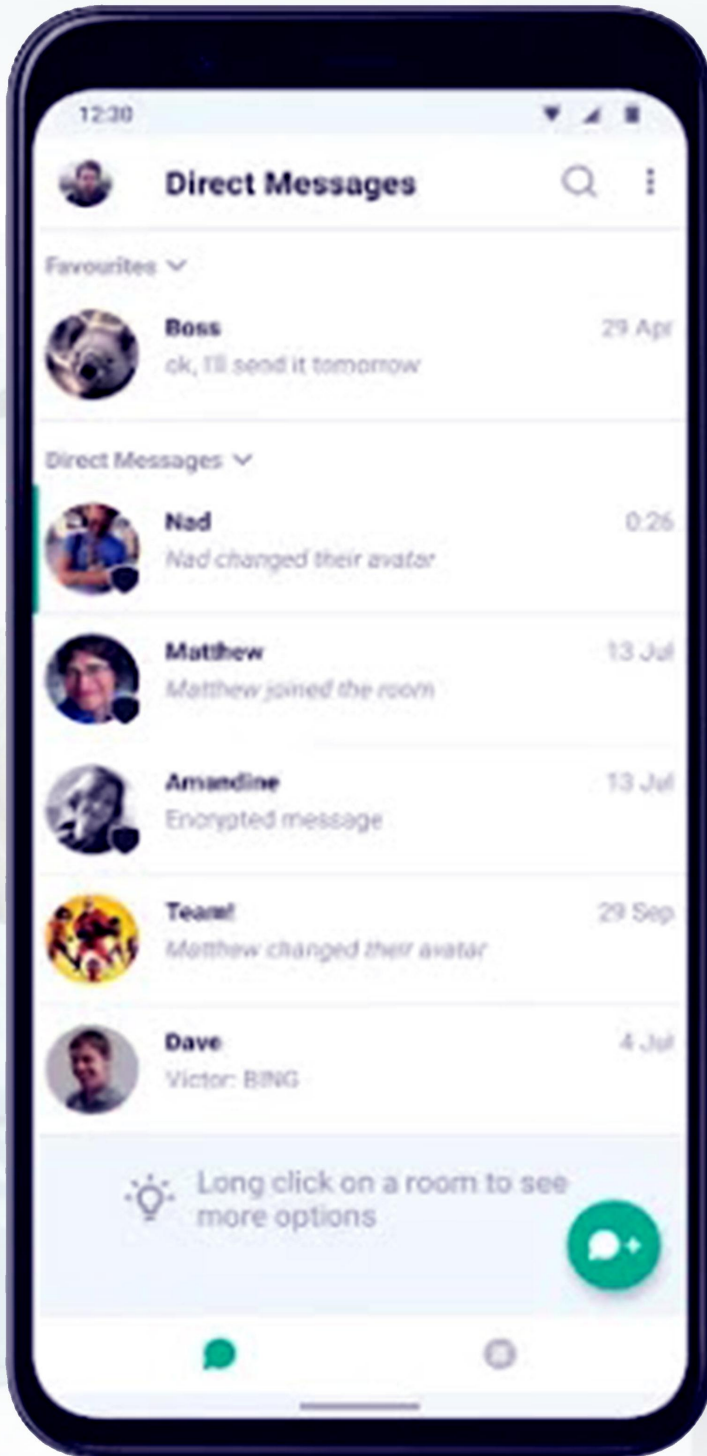 12:30
Direct Messages
Favourites
Boss
29 Apr
ok, I'll send it tomorrow
Direct Messages
Nad
0:26
Nad changed their avatar
Matthew
13 Jul
Matthew joined the room
Amandine
13 Jul
Encrypted message
Team!
29 Sep
Matthew changed their avatar
Dave
4 Jul
Victor: BING
Long click on a room to see
more options